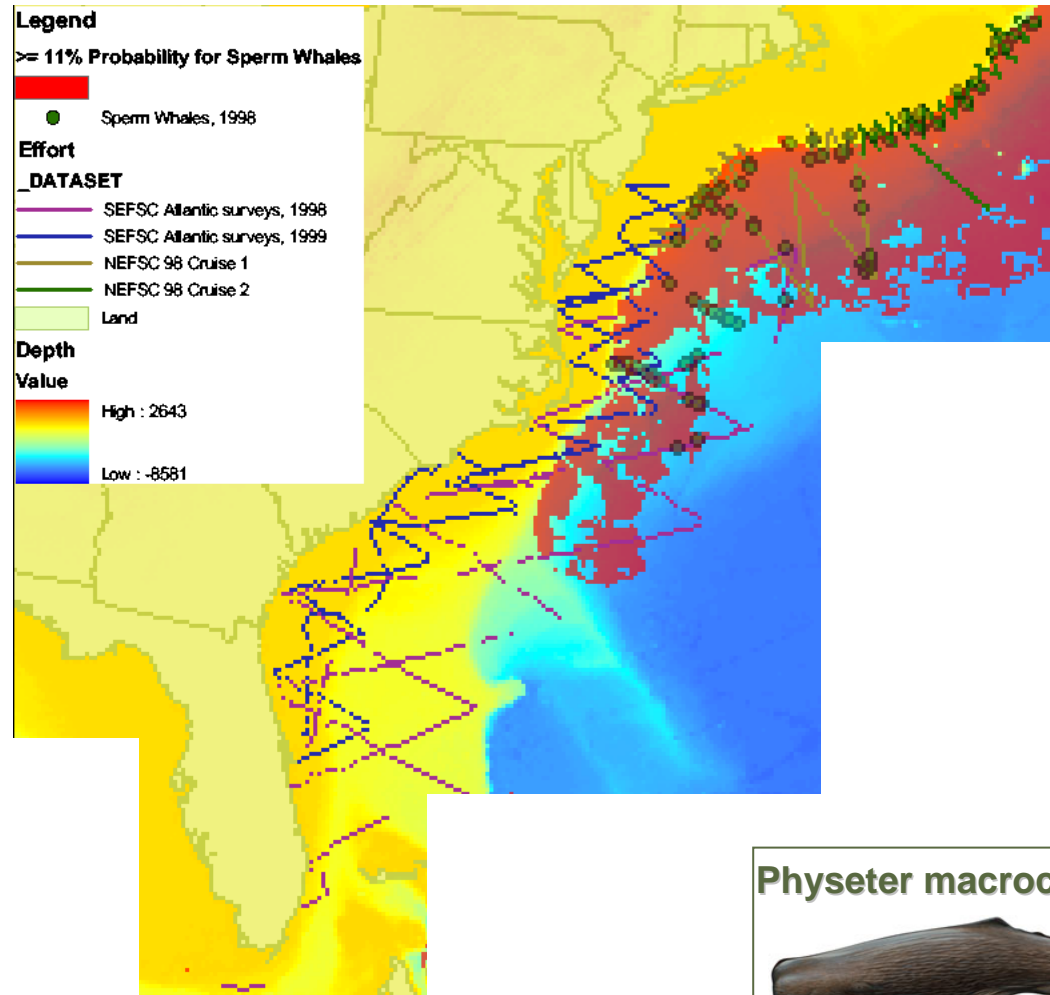 Legend
>= 11% Probability for Sperm Whales
Sperm Whales, 1998
Effort
_DATASET
SEFSC Atlantic surveys, 1998
SEFSC Atlantic surveys, 1999
NEFSC 98 Cruise 1
NEFSC 98 Cruise 2
Land
Depth
Value
High : 2643
Low : -8581
Physeter macroc